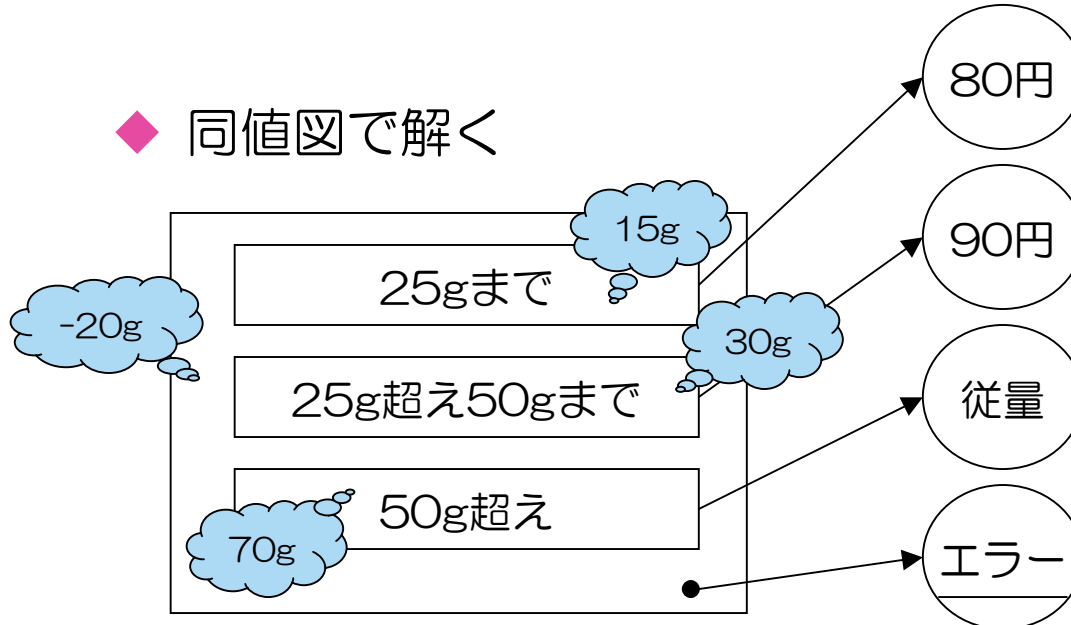 ◆ 同値図で解く
15g
25gまで
-20g
30g
25g超え50gまで
70g
50g超え
80円
90円
従量
エラー